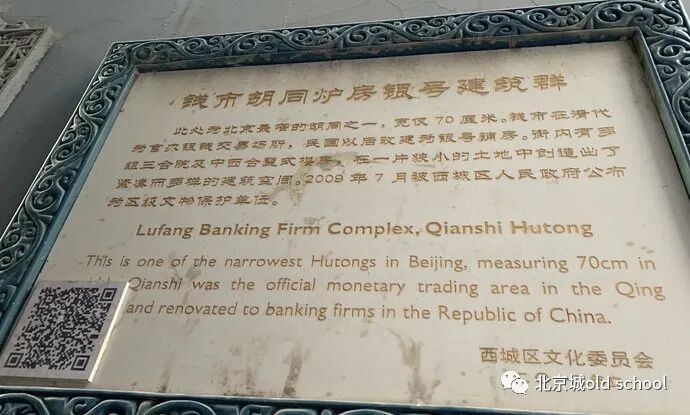 钱市胡同炉房银号建筑群
此处为北京最窄的胡同之一，宽仅 70 厘米。钱市在清代
为官办银钱交易场所，民国以后改建为银号铺房。街内有多
组三合院及中西合璧式楼房，在一片狭小的土地中创造出了
紧凑而多样的建筑空间。2009 年 7 月被西城区人民政府公布
为区级文物保护单位。
Lufang Banking Firm Complex, Qianshi Hutong
This is one of the narrowest Hutongs in Beijing, measuring 70cm in
Qianshi was the official monetary trading area in the Qing
and renovated to banking firms in the Republic of China.
西城区文化委员会
北京城old school